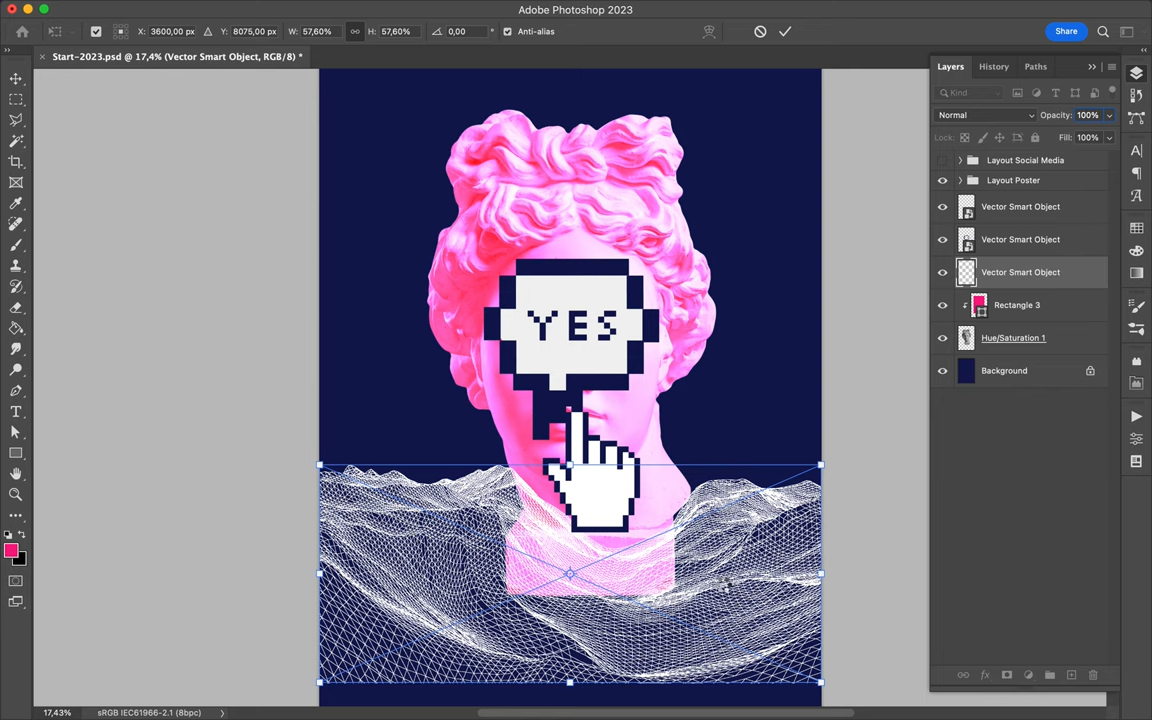 Adobe Photoshop 2023
X: 3600,00 px Y: 8075,00 px W: 57,60% H: 57,60% 0,00 ° Anti-alias Share
Start-2023.psd @ 17,4% (Vector Smart Object, RGB/8) *
Layers History Paths
Kind
Normal Opacity: 100%
Lock: Fill: 100%
Layout Social Media
Layout Poster
Vector Smart Object
Vector Smart Object
Vector Smart Object
Rectangle 3
Hue/Saturation 1
Background
YES
17,43% sRGB IEC61966-2.1 (8bpc)